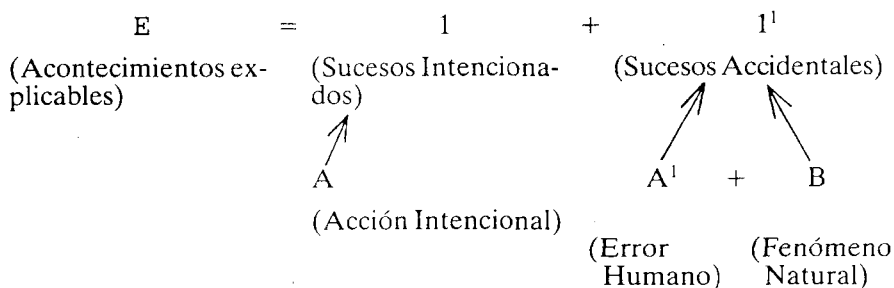 E = 1 + 1¹
(Acontecimientos ex- (Sucesos Intenciona- (Sucesos Accidentales)
plicables) dos)
A A¹ + B
(Acción Intencional)
(Error (Fenómeno
Humano) Natural)